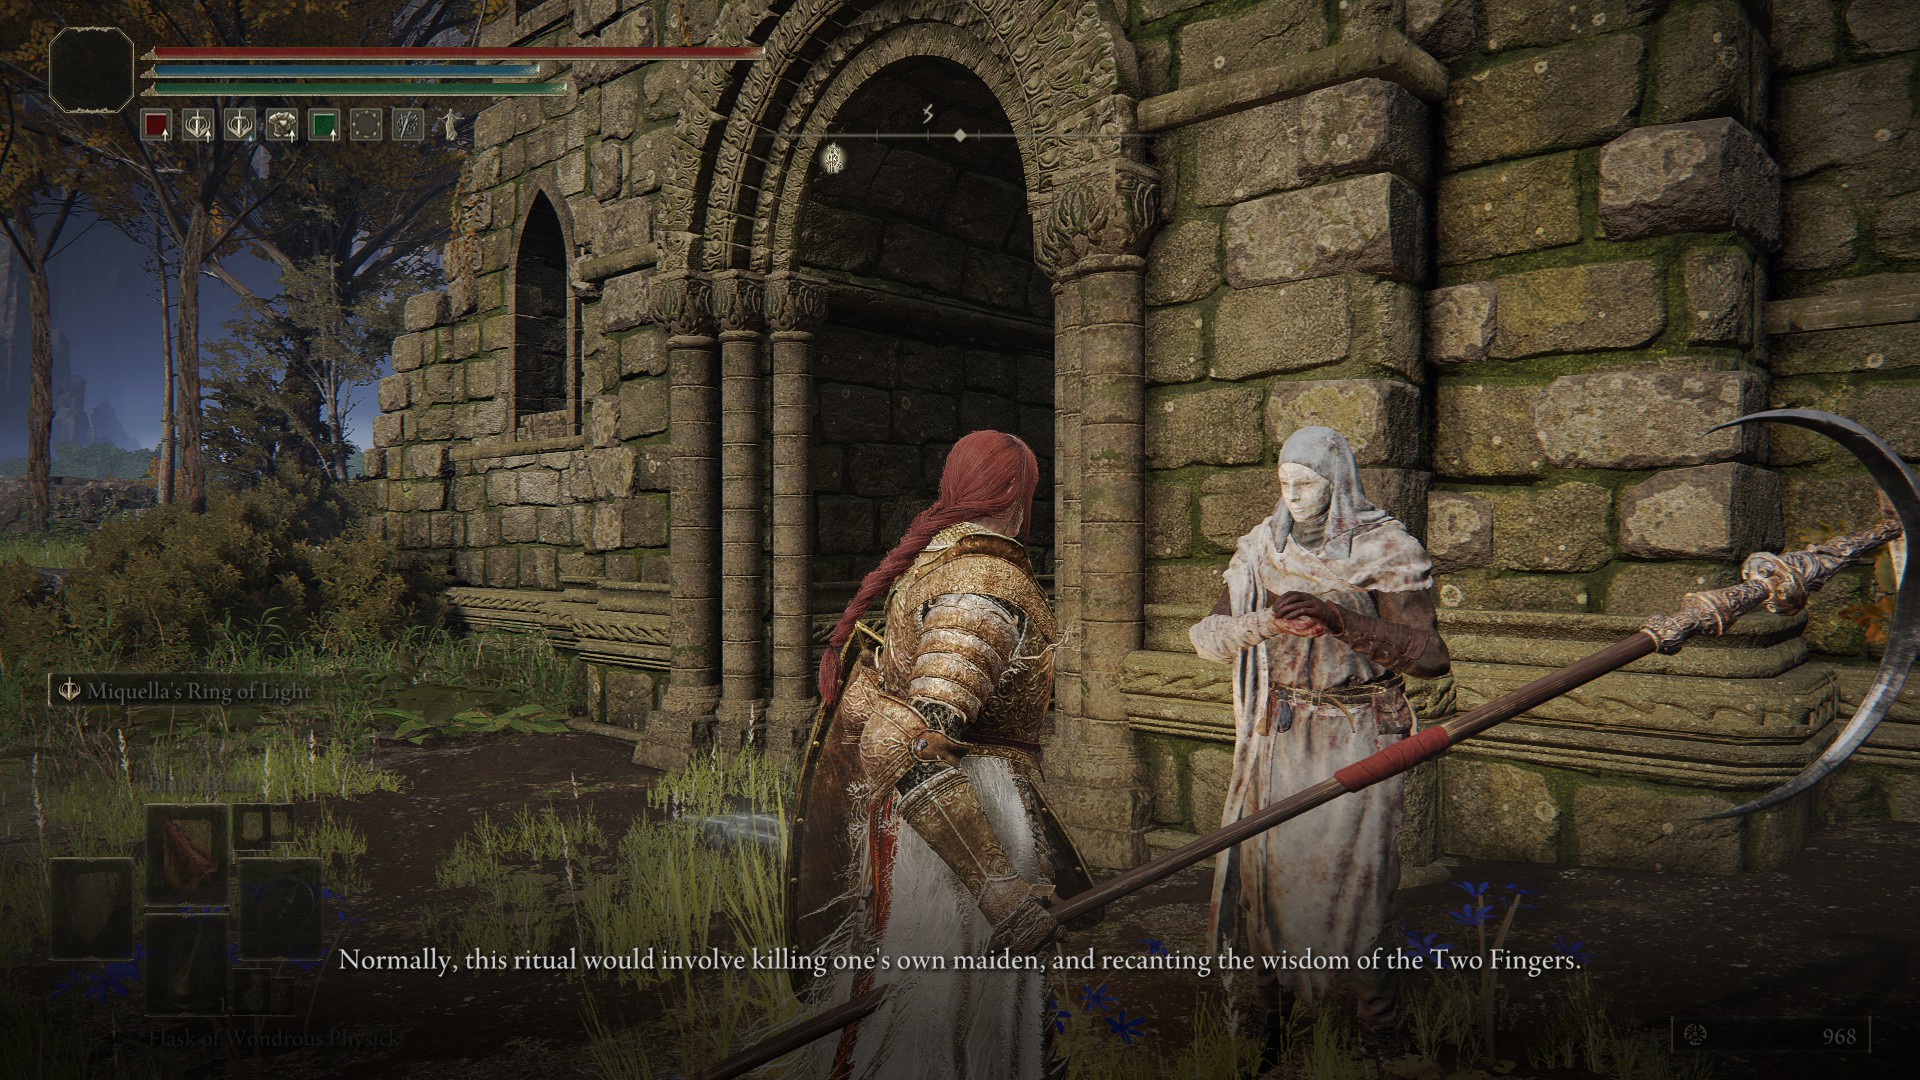 S
Miquella's Ring of Light
Normally, this ritual would involve killing one's own maiden, and recanting the wisdom of the Two Fingers.
1
Flask of Wondrous Physick
968